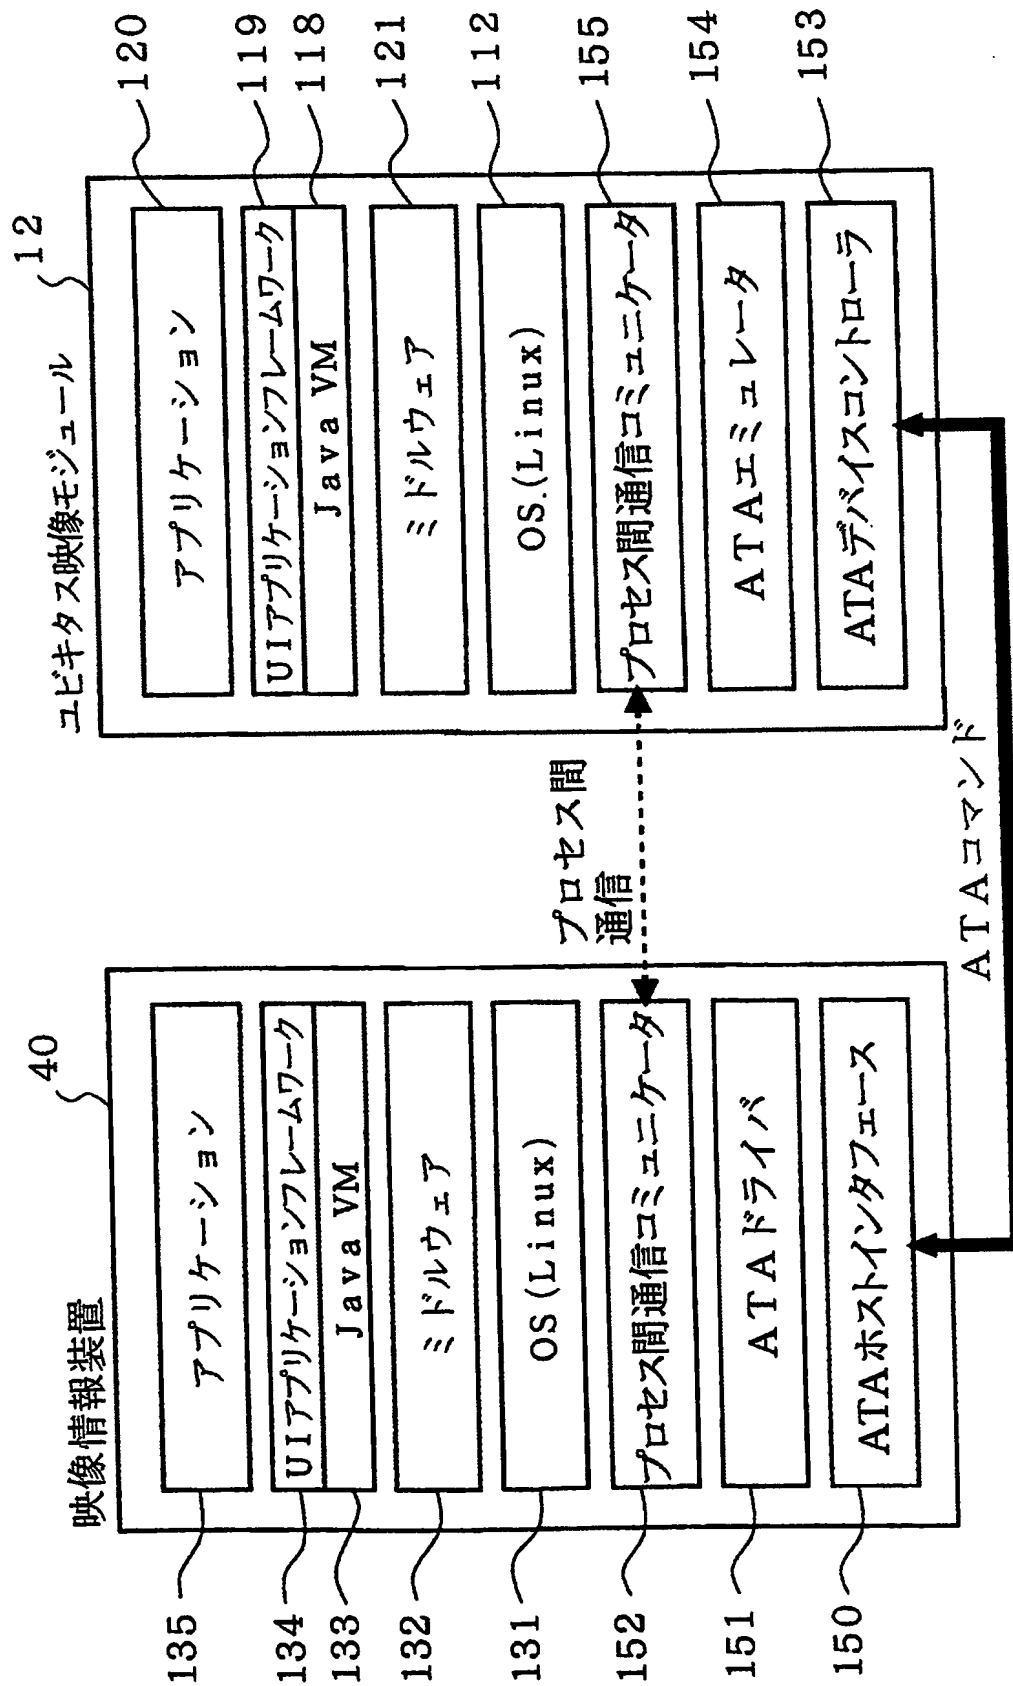 映像情報装置
40
アプリケーション
UIアプリケーションフレームワーク
Java VM
ミドルウェア
OS (Linux)
プロセス間通信コミュニケータ
ATAドライバ
ATAホストインタフェース
135
134
133
132
131
152
151
150
プロセス間
通信
ATAコマンド
ユビキタス映像モジュール
12
アプリケーション
UIアプリケーションフレームワーク
Java VM
ミドルウェア
OS.(Linux)
プロセス間通信コミュニケータ
ATAエミュレータ
ATAデバイスコントローラ
120
119
118
121
112
155
154
153